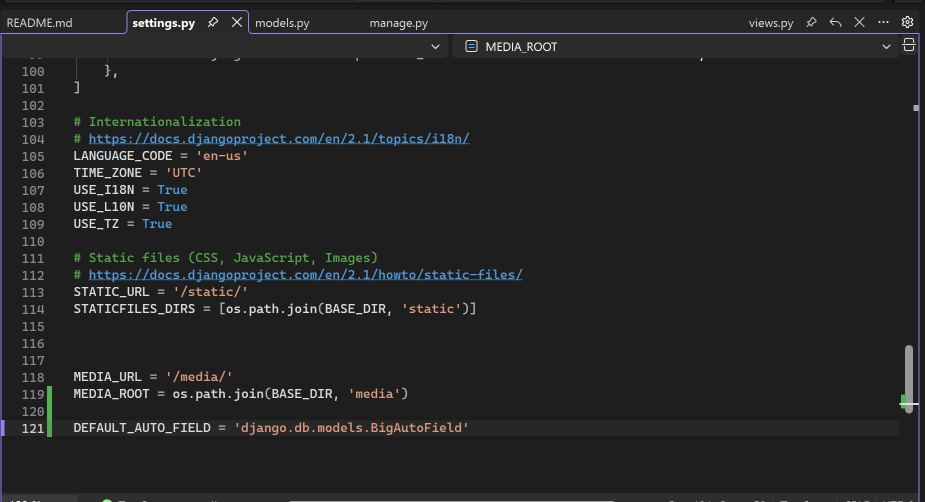 README.md settings.py models.py manage.py views.py
MEDIA_ROOT
100 },
101 ]
102
103 # Internationalization
104 # https://docs.djangoproject.com/en/2.1/topics/i18n/
105 LANGUAGE_CODE = 'en-us'
106 TIME_ZONE = 'UTC'
107 USE_I18N = True
108 USE_L10N = True
109 USE_TZ = True
110
111 # Static files (CSS, JavaScript, Images)
112 # https://docs.djangoproject.com/en/2.1/howto/static-files/
113 STATIC_URL = '/static/'
114 STATICFILES_DIRS = [os.path.join(BASE_DIR, 'static')]
115
116
117
118 MEDIA_URL = '/media/'
119 MEDIA_ROOT = os.path.join(BASE_DIR, 'media')
120
121 DEFAULT_AUTO_FIELD = 'django.db.models.BigAutoField'